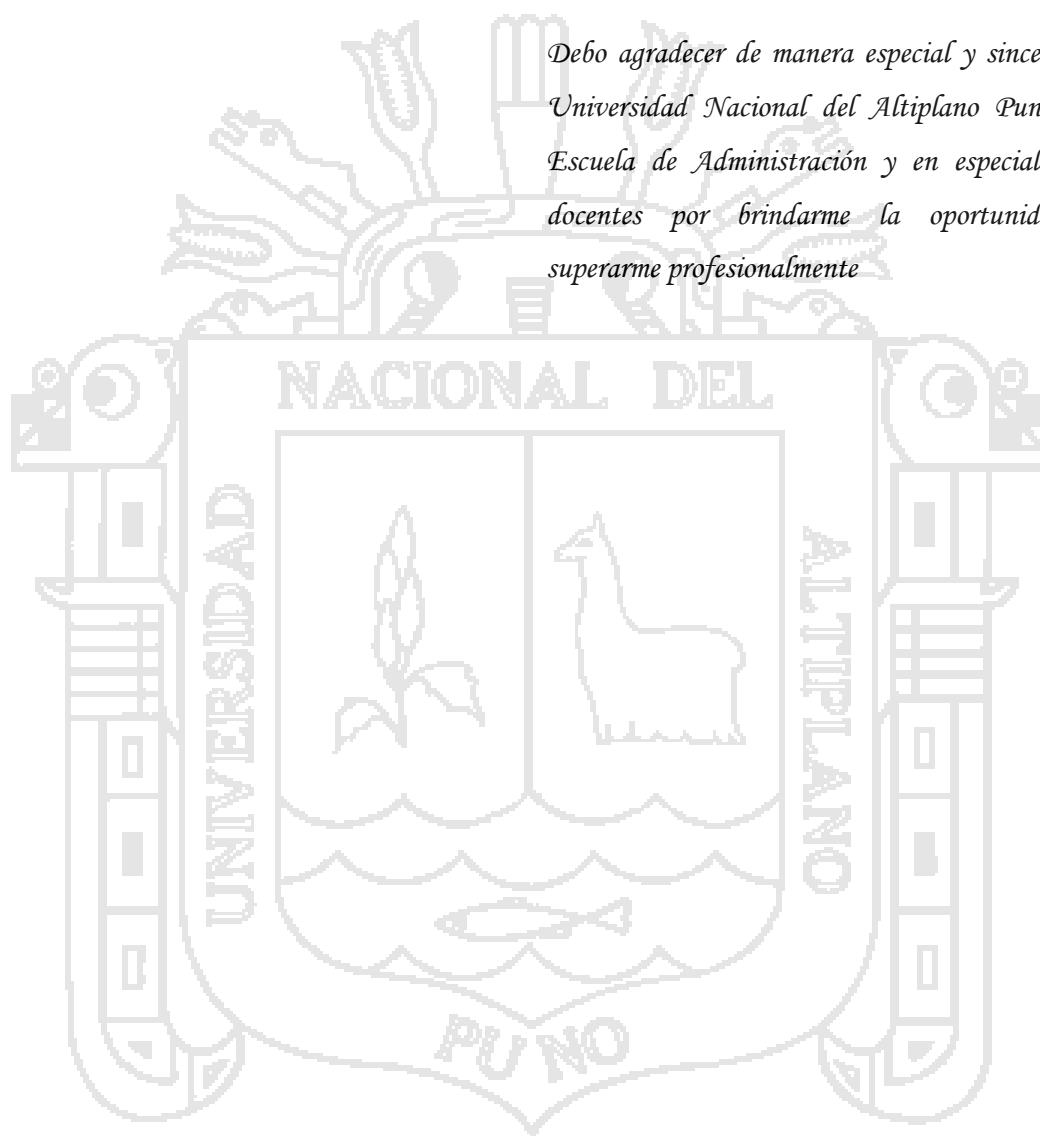 Debo agradecer de manera especial y since
Universidad Nacional del Altiplano Pun
Escuela de Administración y en especial
docentes por brindarme la oportunid
superarme profesionalmente
NACIONAL DEL
UNIVERSIDAD
ALTIPLANO
PUNO